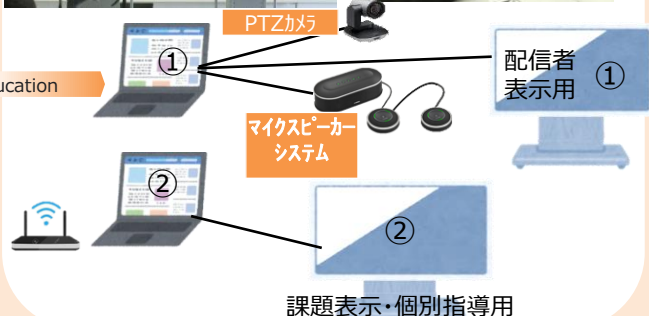 PTZカメラ
①
配信者
表示用
①
ucation
マイクスピーカー
システム
②
②
課題表示・個別指導用